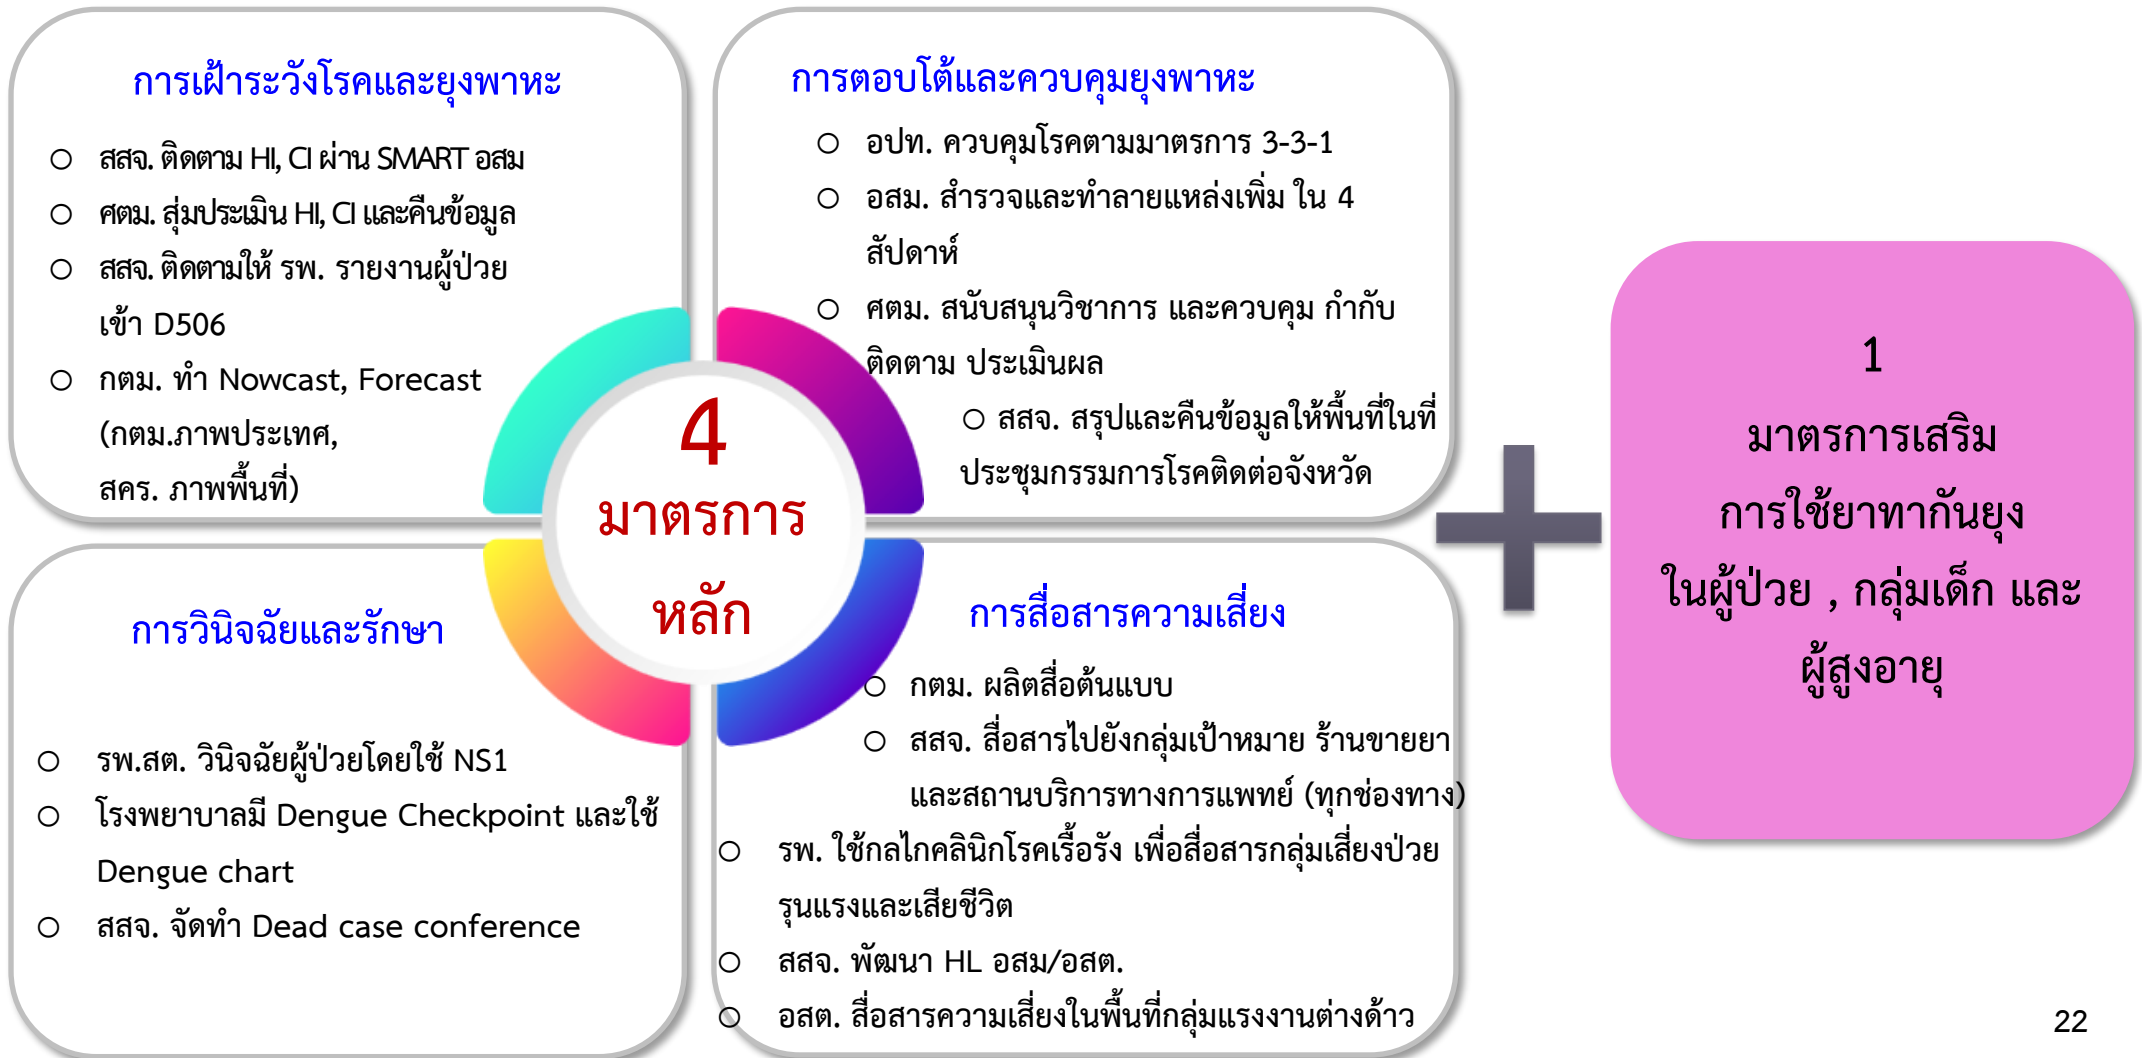 การเฝ้าระวังโรคและยุงพาหะ
○ สสจ. ติดตาม HI, CI ผ่าน SMART อสม
○ ศตม. สุ่มประเมิน HI, CI และคืนข้อมูล
○ สสจ. ติดตามให้ รพ. รายงานผู้ป่วย
เข้า D506
○ กตม. ทำ Nowcast, Forecast
(กตม.ภาพประเทศ,
สคร. ภาพพื้นที่)
การตอบโต้และควบคุมยุงพาหะ
○ อปท. ควบคุมโรคตามมาตรการ 3-3-1
○ อสม. สำรวจและทำลายแหล่งเพิ่ม ใน 4
สัปดาห์
○ ศตม. สนับสนุนวิชาการ และควบคุม กำกับ
ติดตาม ประเมินผล
○ สสจ. สรุปและคืนข้อมูลให้พื้นที่ในที่
ประชุมกรรมการโรคติดต่อจังหวัด
4
มาตรการ
หลัก
การวินิจฉัยและรักษา
○ รพ.สต. วินิจฉัยผู้ป่วยโดยใช้ NS1
○ โรงพยาบาลมี Dengue Checkpoint และใช้
Dengue chart
○ สสจ. จัดทำ Dead case conference
การสื่อสารความเสี่ยง
○ กตม. ผลิตสื่อต้นแบบ
○ สสจ. สื่อสารไปยังกลุ่มเป้าหมาย ร้านขายยา
และสถานบริการทางการแพทย์ (ทุกช่องทาง)
○ รพ. ใช้กลไกคลินิกโรคเรื้อรัง เพื่อสื่อสารกลุ่มเสี่ยงป่วย
รุนแรงและเสียชีวิต
○ สสจ. พัฒนา HL อสม/อสต.
○ อสต. สื่อสารความเสี่ยงในพื้นที่กลุ่มแรงงานต่างด้าว
1
มาตรการเสริม
การใช้ยาทากันยุง
ในผู้ป่วย , กลุ่มเด็ก และ
ผู้สูงอายุ
22